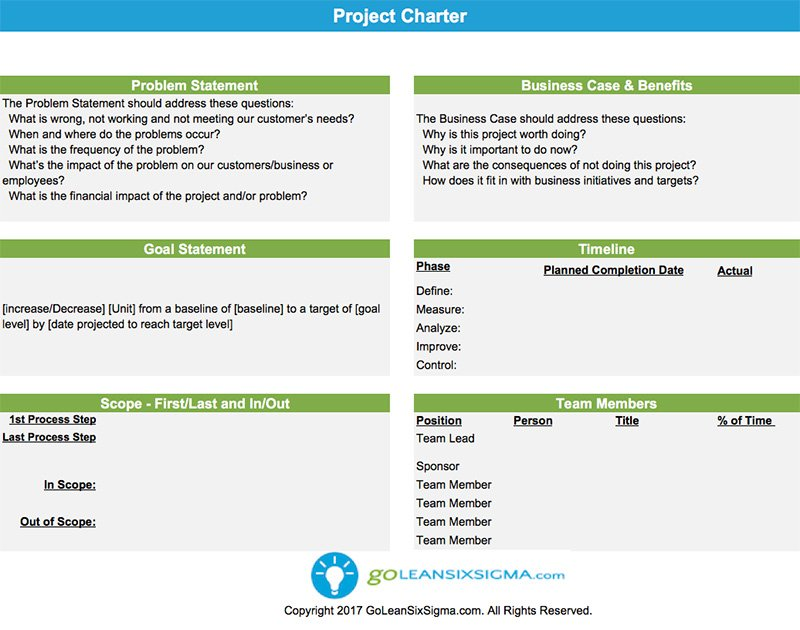 Project Charter
Problem Statement
The Problem Statement should address these questions:
What is wrong, not working and not meeting our customer's needs?
When and where do the problems occur?
What is the frequency of the problem?
What's the impact of the problem on our customers/business or
employees?
What is the financial impact of the project and/or problem?
Business Case & Benefits
The Business Case should address these questions:
Why is this project worth doing?
Why is it important to do now?
What are the consequences of not doing this project?
How does it fit in with business initiatives and targets?
Goal Statement
[increase/Decrease] [Unit] from a baseline of [baseline] to a target of [goal
level] by [date projected to reach target level]
Timeline
Phase Planned Completion Date Actual
Define:
Measure:
Analyze:
Improve:
Control:
Scope - First/Last and In/Out
1st Process Step
Last Process Step
In Scope:
Out of Scope:
Team Members
Position Person Title % of Time
Team Lead
Sponsor
Team Member
Team Member
Team Member
Team Member
goLEANSIXSIGMA.com
Copyright 2017 GoLeanSixSigma.com. All Rights Reserved.